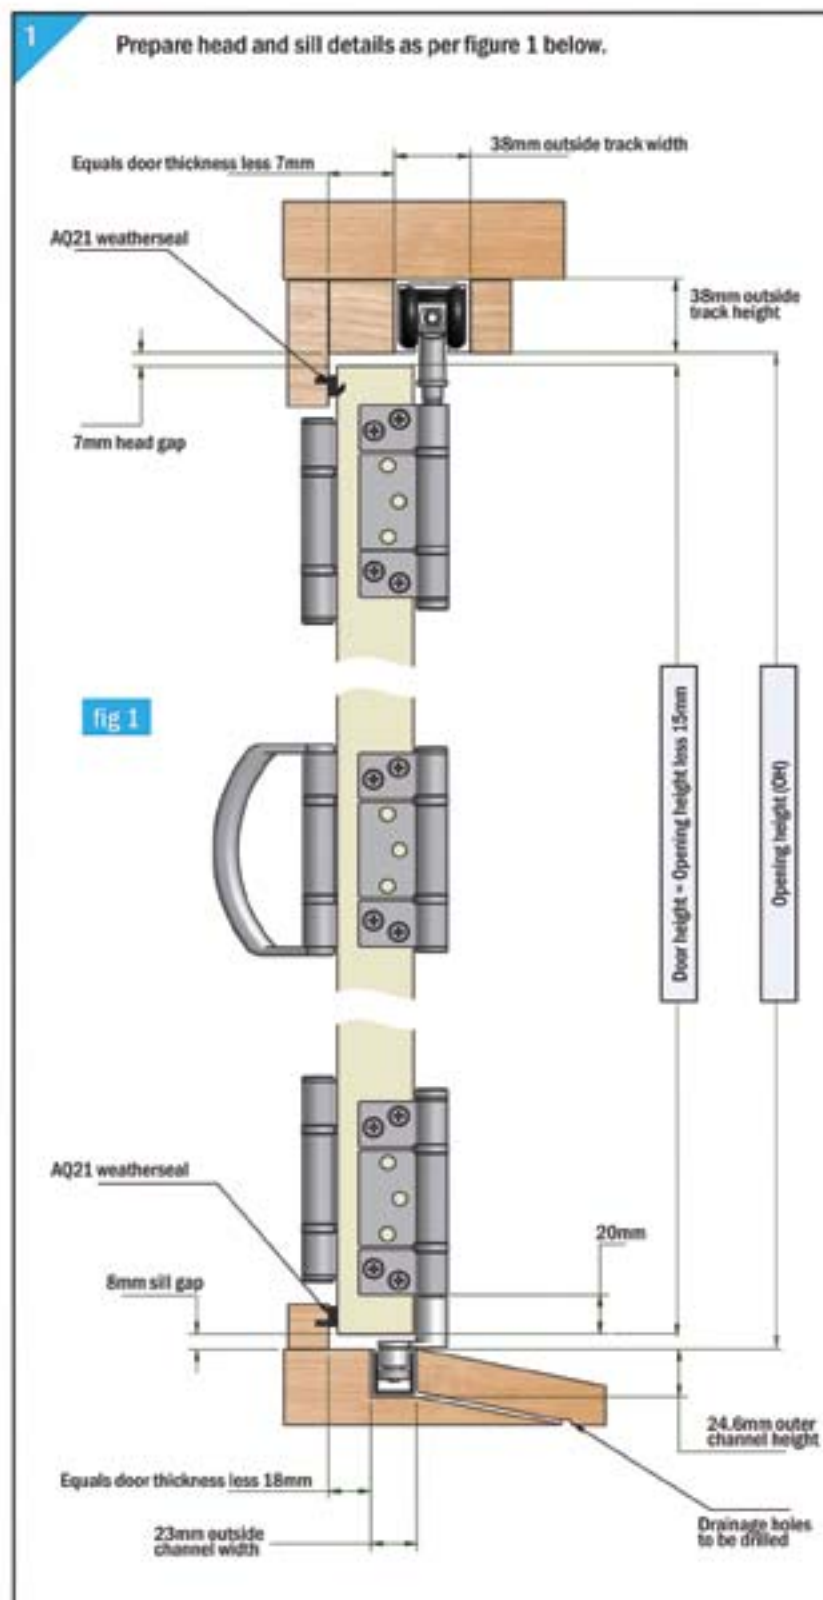 1
Prepare head and sill details as per figure 1 below.
38mm outside track width
Equals door thickness less 7mm
AQ21 weatherseal
38mm outside
track height
7mm head gap
fig 1
Door height = Opening height less 15mm
Opening height (OH)
AQ21 weatherseal
20mm
8mm sill gap
24.6mm outer
channel height
Equals door thickness less 18mm
23mm outside
channel width
Drainage holes
to be drilled